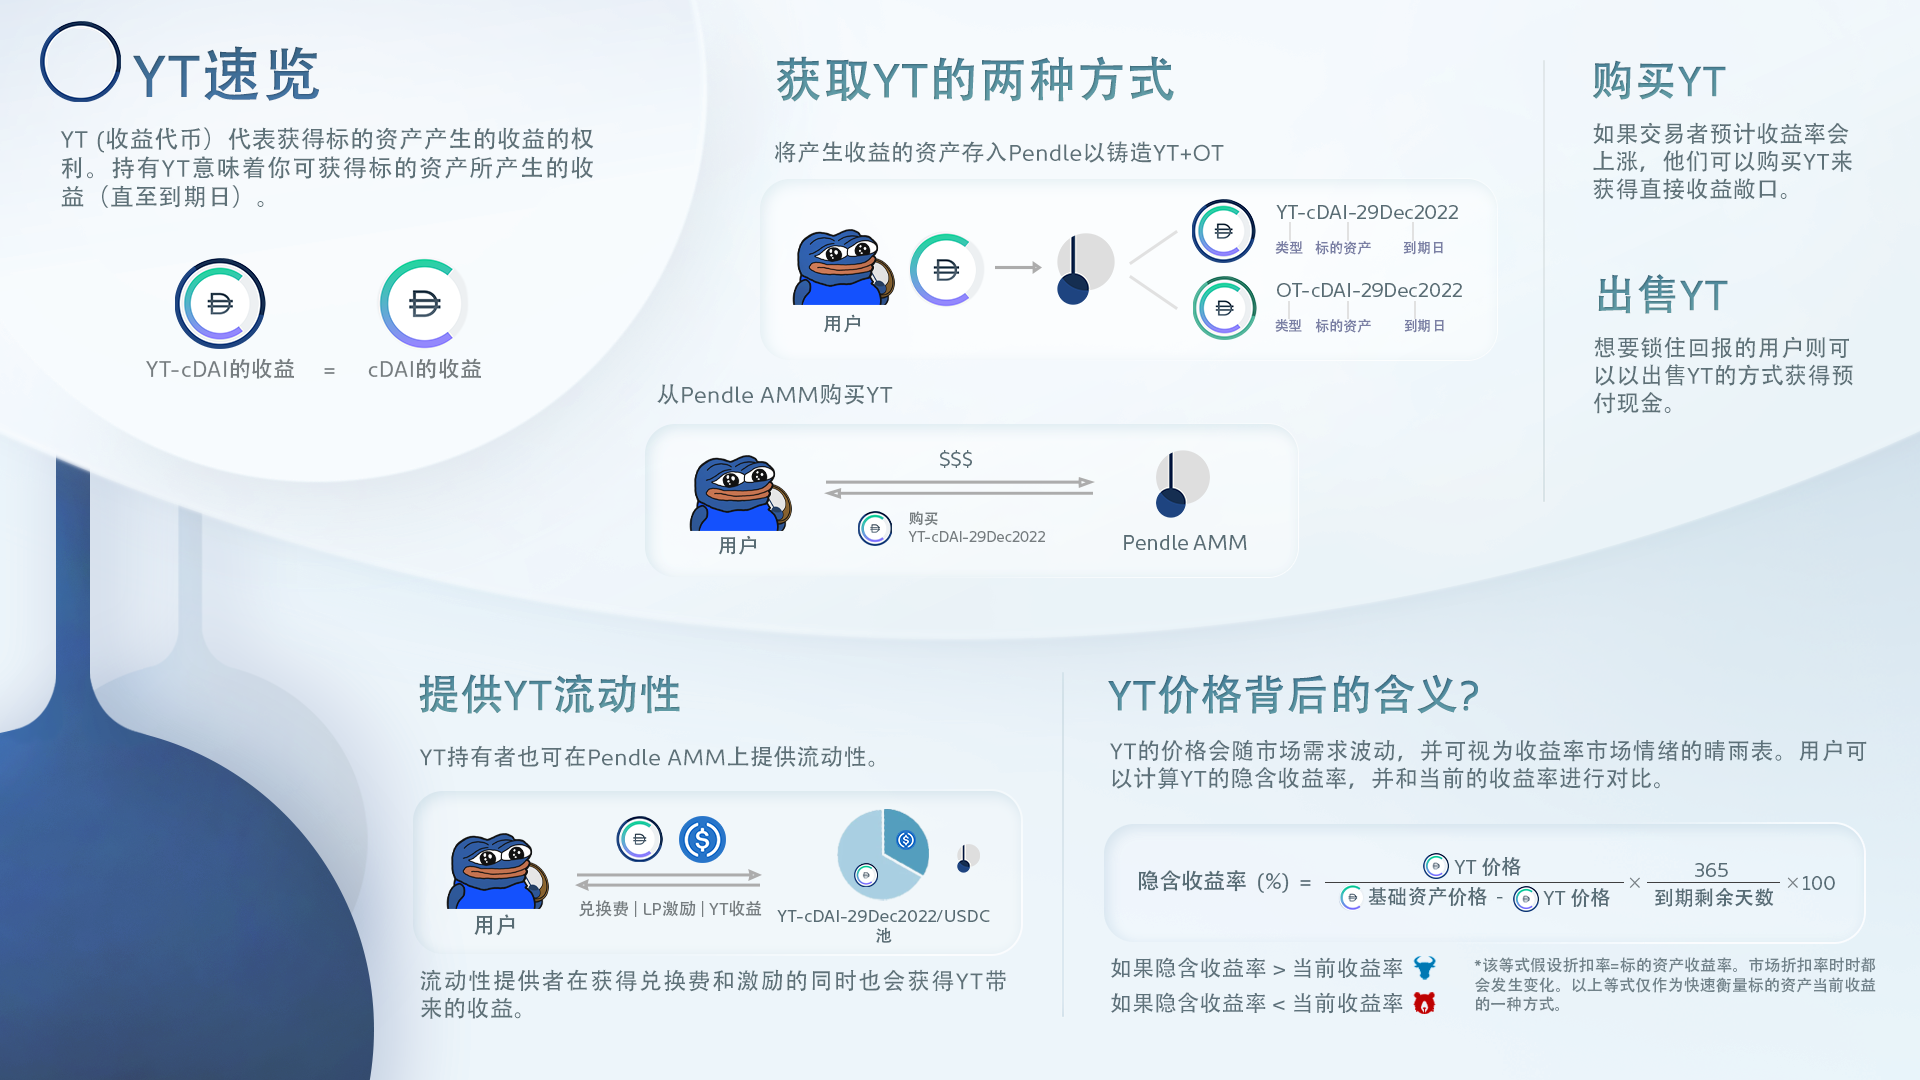 YT速览
YT (收益代币）代表获得标的资产产生的收益的权
利。持有YT意味着你可获得标的资产所产生的收
益（直至到期日）。
YT-cDAI的收益 = cDAI的收益
获取YT的两种方式
将产生收益的资产存入Pendle以铸造YT+OT
用户
YT-cDAI-29Dec2022
类型 标的资产 到期日
OT-cDAI-29Dec2022
类型 标的资产 到期日
从Pendle AMM购买YT
用户
$$$
购买
YT-cDAI-29Dec2022
Pendle AMM
购买YT
如果交易者预计收益率会
上涨，他们可以购买YT来
获得直接收益敞口。
出售YT
想要锁住回报的用户则可
以以出售YT的方式获得预
付现金。
提供YT流动性
YT持有者也可在Pendle AMM上提供流动性。
用户
兑换费 | LP激励 | YT收益
YT-cDAI-29Dec2022/USDC
池
流动性提供者在获得兑换费和激励的同时也会获得YT带
来的收益。
YT价格背后的含义?
YT的价格会随市场需求波动，并可视为收益率市场情绪的晴雨表。用户可
以计算YT的隐含收益率，并和当前的收益率进行对比。
YT 价格
隐含收益率 (%) = × 365 ×100
基础资产价格 - YT 价格
到期剩余天数
如果隐含收益率 > 当前收益率
如果隐含收益率 < 当前收益率
*该等式假设折扣率=标的资产收益率。市场折扣率时时都
会发生变化。以上等式仅作为快速衡量标的资产当前收益
的一种方式。